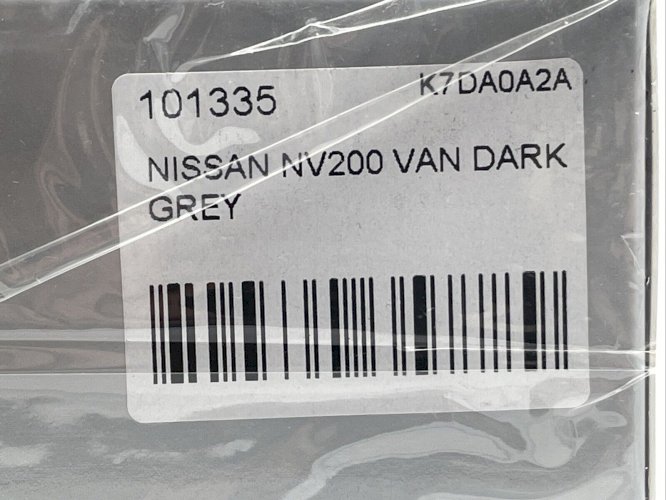 101335 K7DA0A2A
NISSAN NV200 VAN DARK
GREY